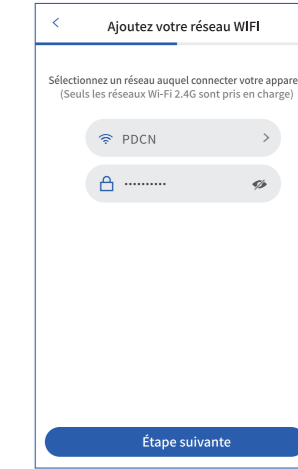 Ajoutez votre réseau WIFI
Sélectionnez un réseau auquel connecter votre appare
(Seuls les réseaux Wi-Fi 2.4G sont pris en charge)
PDCN
••••••••••
Étape suivante